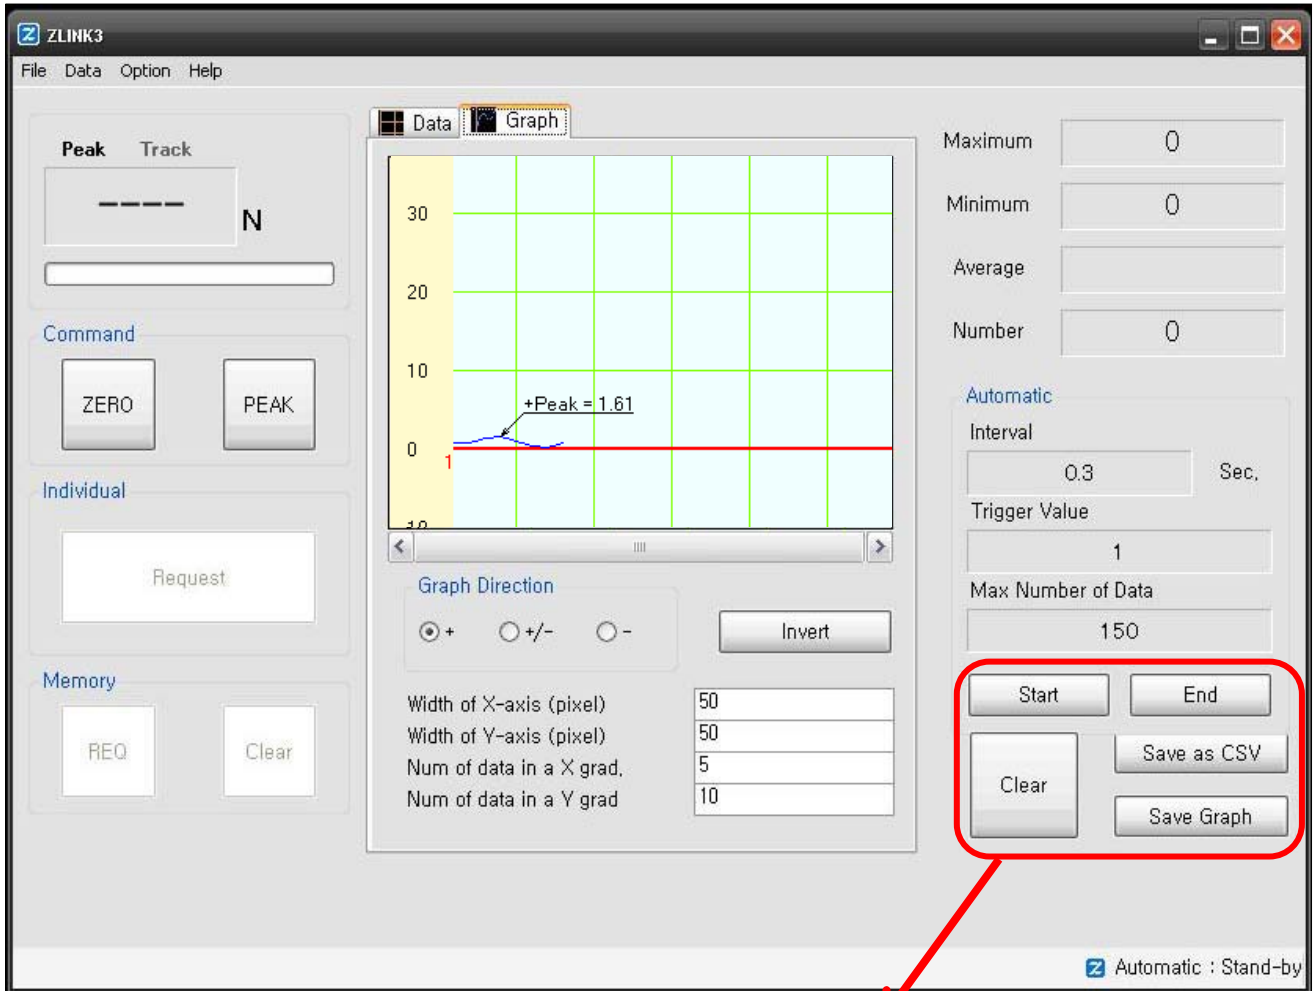 ZLINK3
File Data Option Help
Peak Track
---- N
Command
ZERO PEAK
Individual
Request
Memory
REQ Clear
Data Graph
30
20
10
+Peak = 1.61
0
1
-10
Graph Direction
+ +/- -
Invert
Width of X-axis (pixel) 50
Width of Y-axis (pixel) 50
Num of data in a X grad, 5
Num of data in a Y grad 10
Maximum 0
Minimum 0
Average
Number 0
Automatic
Interval
0.3 Sec,
Trigger Value
1
Max Number of Data
150
Start End
Clear Save as CSV
Save Graph
Automatic : Stand-by